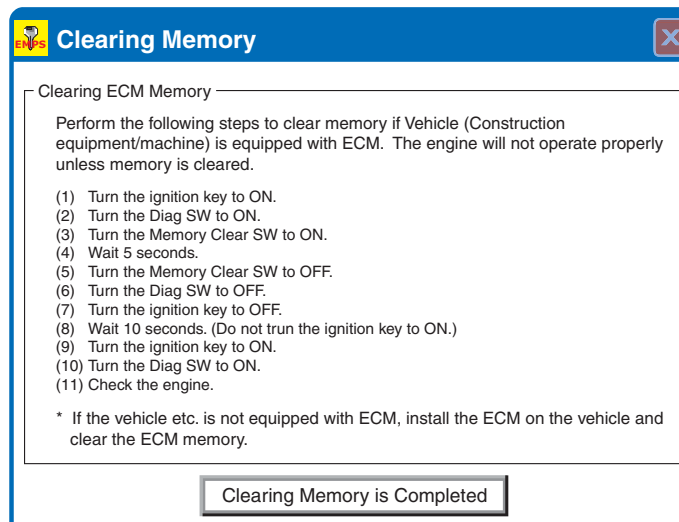 EMPS
Clearing Memory
X
Clearing ECM Memory
Perform the following steps to clear memory if Vehicle (Construction
equipment/machine) is equipped with ECM.  The engine will not operate properly
unless memory is cleared.
(1) Turn the ignition key to ON.
(2) Turn the Diag SW to ON.
(3) Turn the Memory Clear SW to ON.
(4) Wait 5 seconds.
(5) Turn the Memory Clear SW to OFF.
(6) Turn the Diag SW to OFF.
(7) Turn the ignition key to OFF.
(8) Wait 10 seconds. (Do not trun the ignition key to ON.)
(9) Turn the ignition key to ON.
(10) Turn the Diag SW to ON.
(11) Check the engine.
* If the vehicle etc. is not equipped with ECM, install the ECM on the vehicle and
clear the ECM memory.
Clearing Memory is Completed